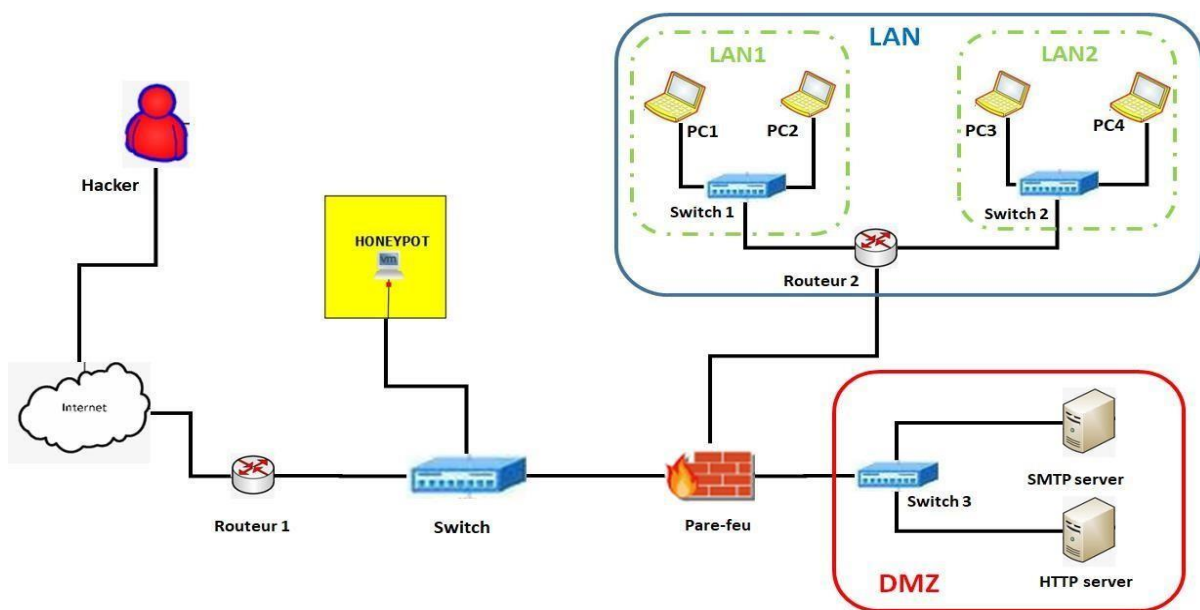 LAN
LAN1
LAN2
PC1
PC2
PC3
PC4
Hacker
Switch 1
Switch 2
HONEYPOT
Vm
Routeur 2
Internet
SMTP server
Switch 3
Routeur 1
Switch
Pare-feu
HTTP server
DMZ